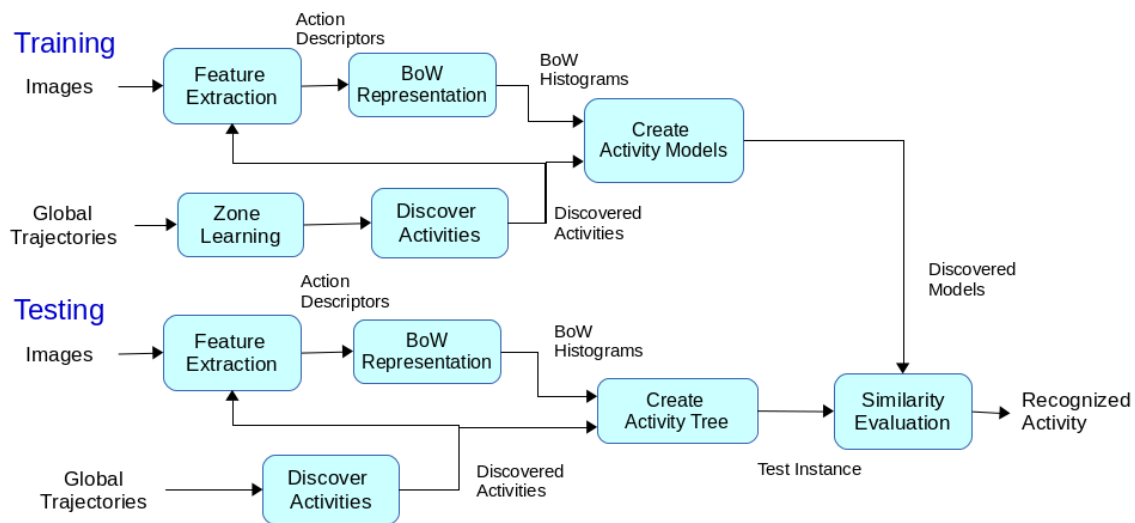 Training
Images
Feature
Extraction
Action
Descriptors
BoW
Representation
BoW
Histograms
Create
Activity Models
Global
Trajectories
Zone
Learning
Discover
Activities
Discovered
Activities
Discovered
Models
Testing
Images
Feature
Extraction
Action
Descriptors
BoW
Representation
BoW
Histograms
Create
Activity Tree
Similarity
Evaluation
Recognized
Activity
Global
Trajectories
Discover
Activities
Discovered
Activities
Test Instance